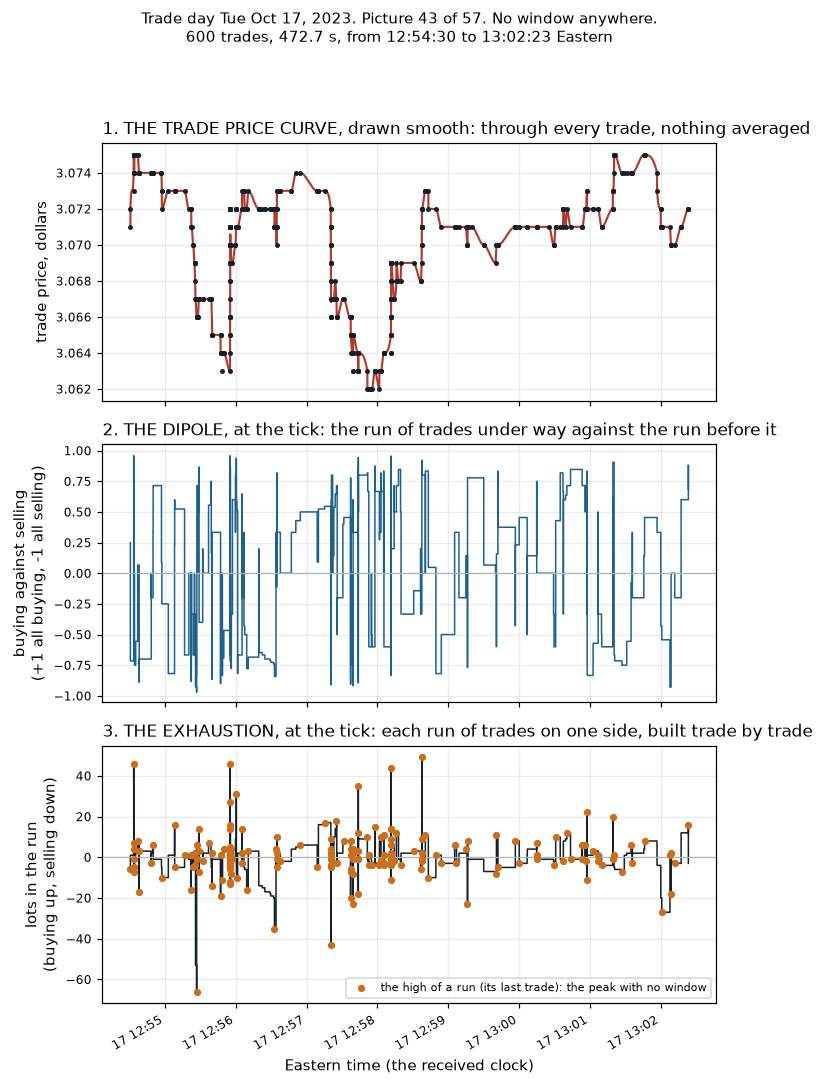 Trade day Tue Oct 17, 2023. Picture 43 of 57. No window anywhere.
600 trades, 472.7 s, from 12:54:30 to 13:02:23 Eastern
1. THE TRADE PRICE CURVE, drawn smooth: through every trade, nothing averaged
trade price, dollars
3.074
3.072
3.070
3.068
3.066
3.064
3.062
2. THE DIPOLE, at the tick: the run of trades under way against the run before it
buying against selling
(+1 all buying, -1 all selling)
1.00
0.75
0.50
0.25
0.00
−0.25
−0.50
−0.75
−1.00
3. THE EXHAUSTION, at the tick: each run of trades on one side, built trade by trade
lots in the run
(buying up, selling down)
40
20
0
−20
−40
−60
the high of a run (its last trade): the peak with no window
17 12:55
17 12:56
17 12:57
17 12:58
17 12:59
17 13:00
17 13:01
17 13:02
Eastern time (the received clock)